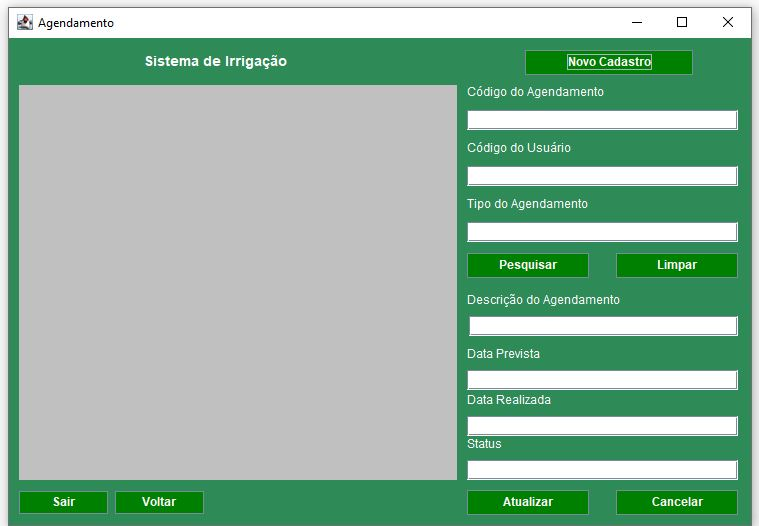 Agendamento
Sistema de Irrigação
Novo Cadastro
Código do Agendamento
Código do Usuário
Tipo do Agendamento
Pesquisar
Limpar
Descrição do Agendamento
Data Prevista
Data Realizada
Status
Sair
Voltar
Atualizar
Cancelar